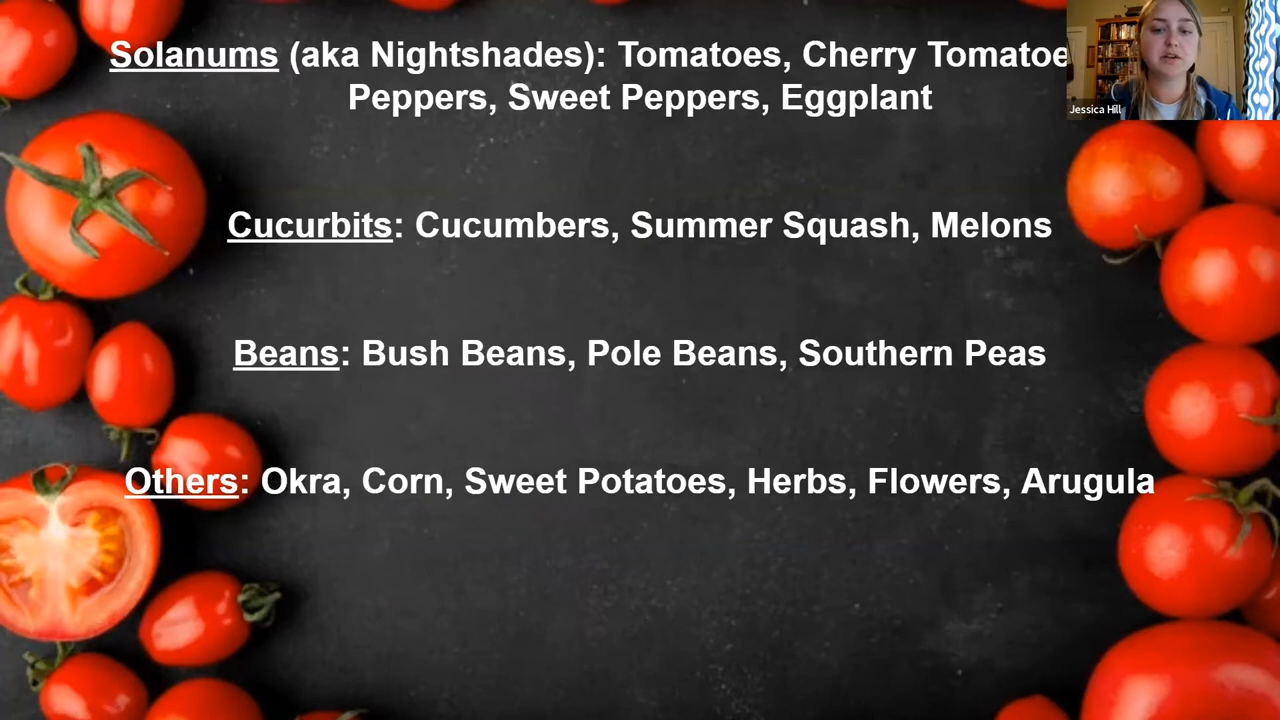 Solanums (aka Nightshades): Tomatoes, Cherry
Peppers, Sweet Peppers, Eggplant
Cucurbits: Cucumbers, Summer Squash, Melons
Beans: Bush Beans, Pole Beans, Southern Peas
Others: Okra, Corn, Sweet Potatoes, Herbs, Flowers, Arugula
Jessica Hill